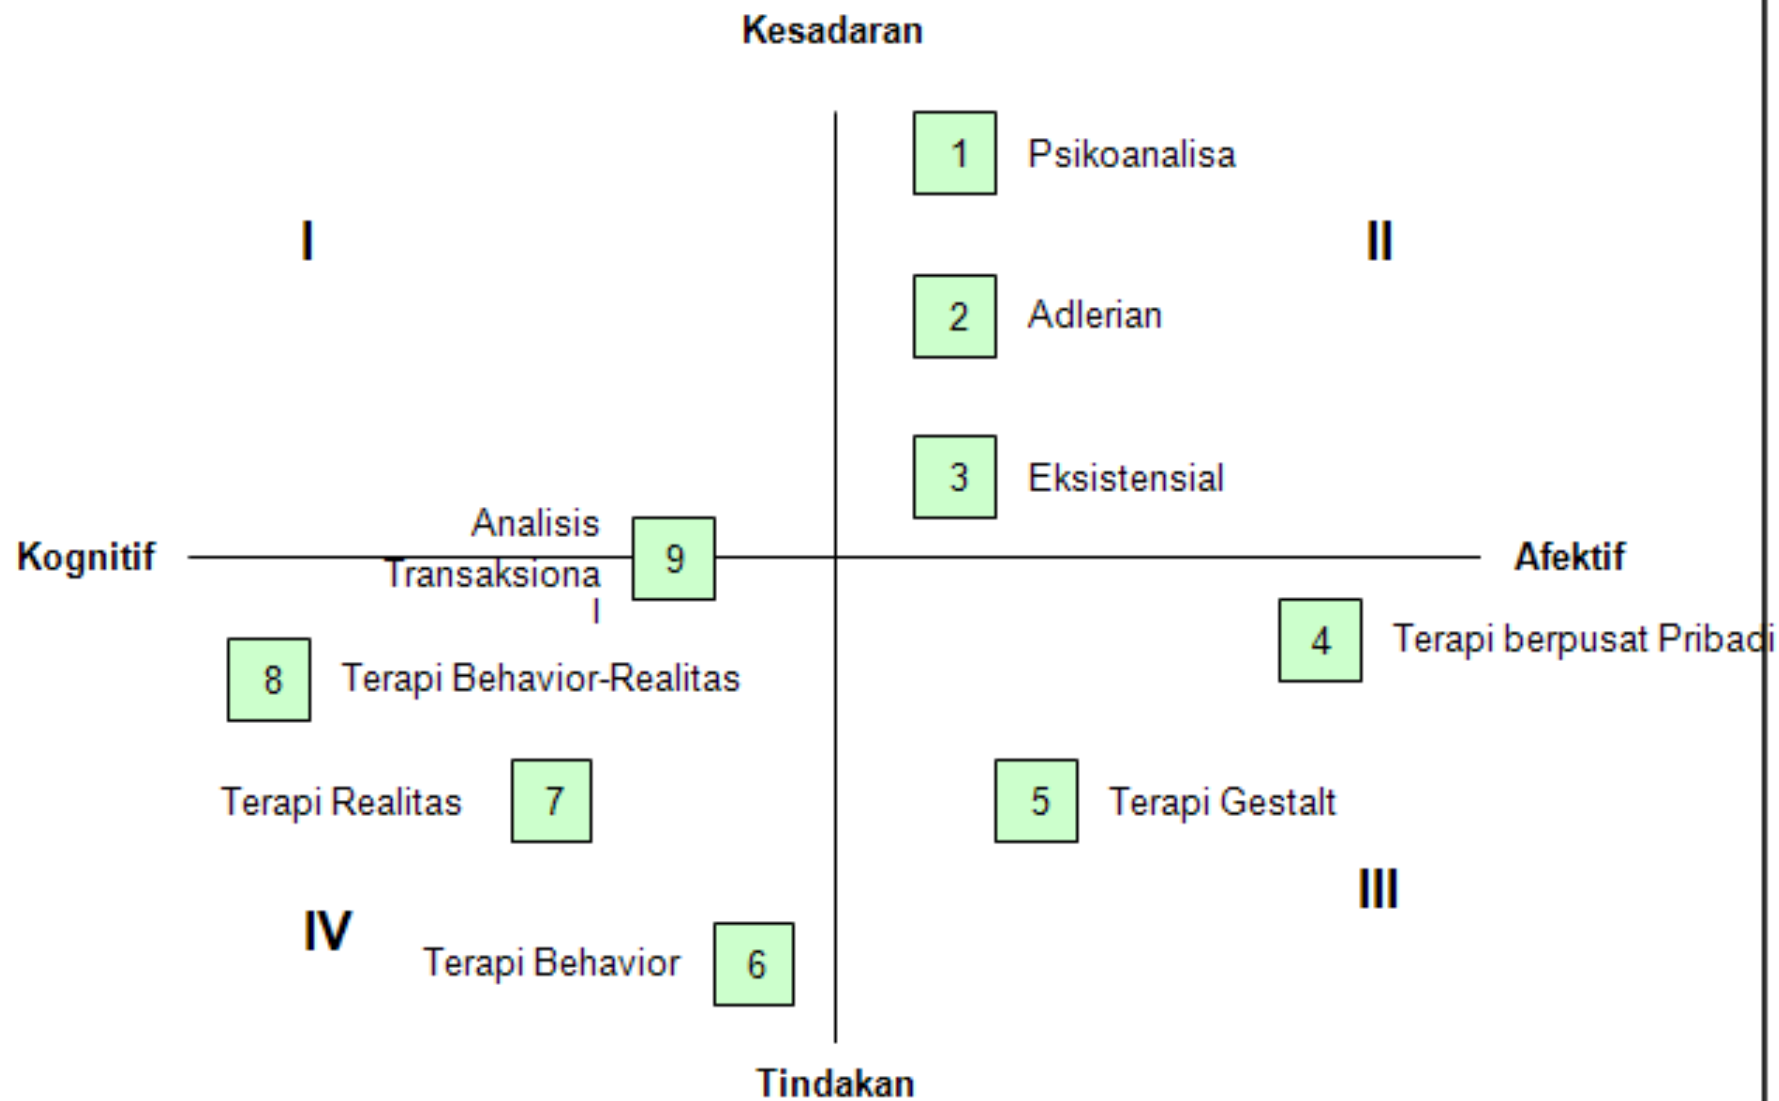 Kesadaran
1 Psikoanalisa
I
II
2 Adlerian
3 Eksistensial
Analisis
9
Kognitif
Afektif
Transaksiona
l
4 Terapi berpusat Pribadi
8 Terapi Behavior-Realitas
Terapi Realitas 7
5 Terapi Gestalt
III
IV
Terapi Behavior 6
Tindakan